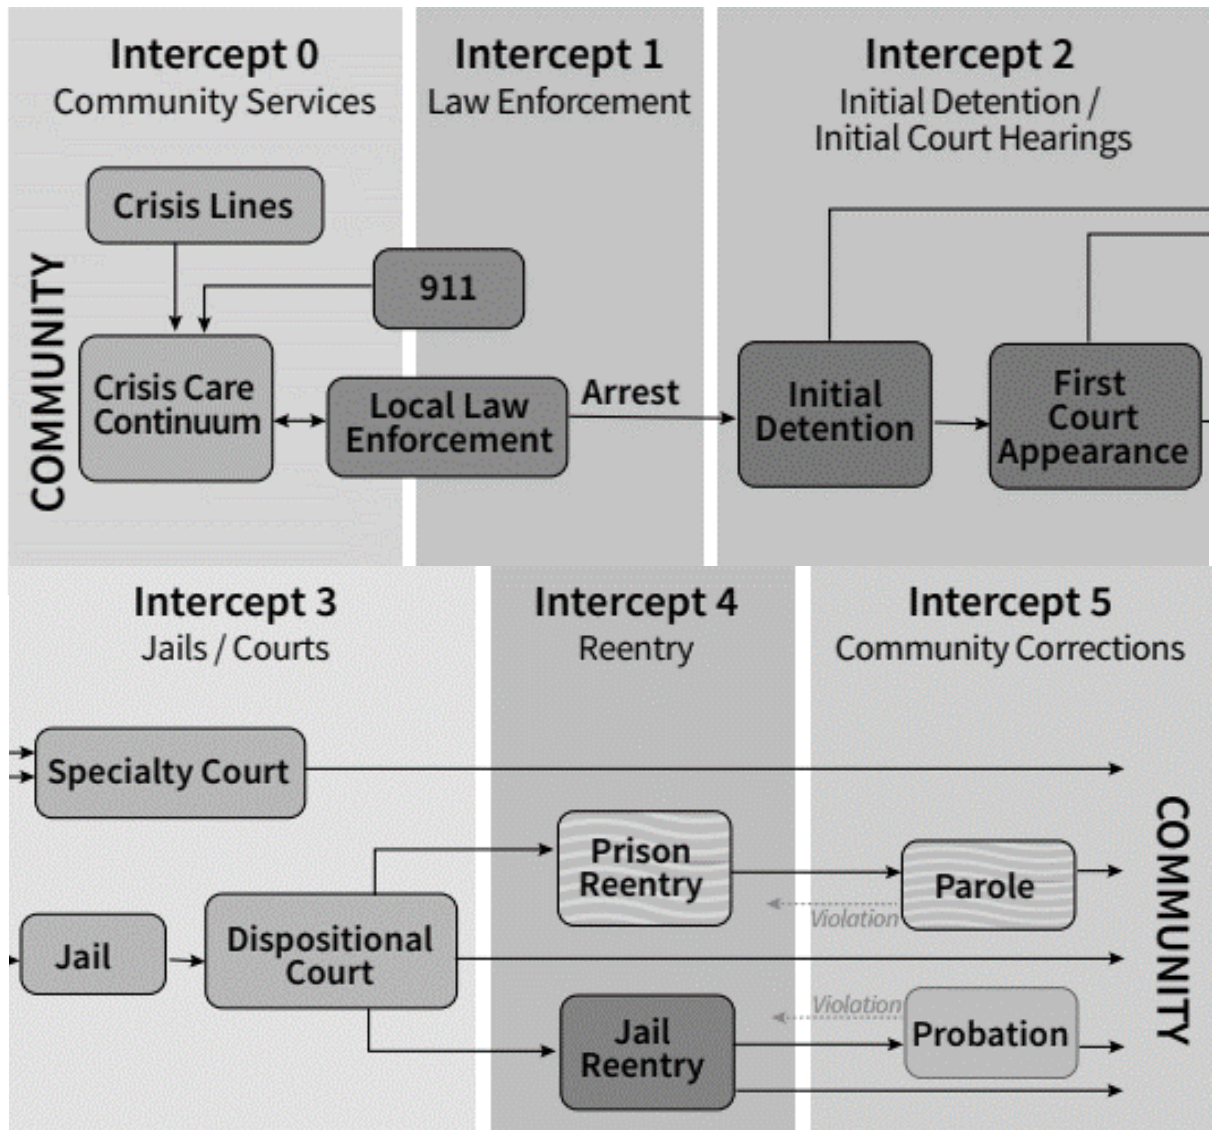 Intercept 0
Community Services
Intercept 1
Law Enforcement
Intercept 2
Initial Detention /
Initial Court Hearings
COMMUNITY
Crisis Lines
911
Crisis Care
Continuum
Local Law
Enforcement
Arrest
Initial
Detention
First
Court
Appearance
Intercept 3
Jails / Courts
Intercept 4
Reentry
Intercept 5
Community Corrections
Specialty Court
Jail
Dispositional
Court
Prison
Reentry
Parole
Violation
Jail
Reentry
Violation
Probation
COMMUNITY